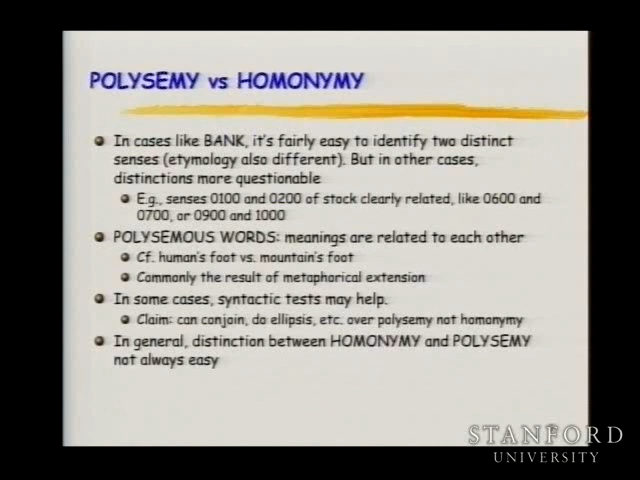 POLYSEMY vs HOMONYMY
In cases like BANK, it's fairly easy to identify two distinct
senses (etymology also different). But in other cases,
distinctions more questionable
E.g., senses 0100 and 0200 of stock clearly related, like 0600 and
0700, or 0900 and 1000
POLYSEMOUS WORDS: meanings are related to each other
Cf. human's foot vs. mountain's foot
Commonly the result of metaphorical extension
In some cases, syntactic tests may help.
Claim: can conjoin, do ellipsis, etc. over polysemy not homonymy
In general, distinction between HOMONYMY and POLYSEMY
not always easy
STANFORD
UNIVERSITY